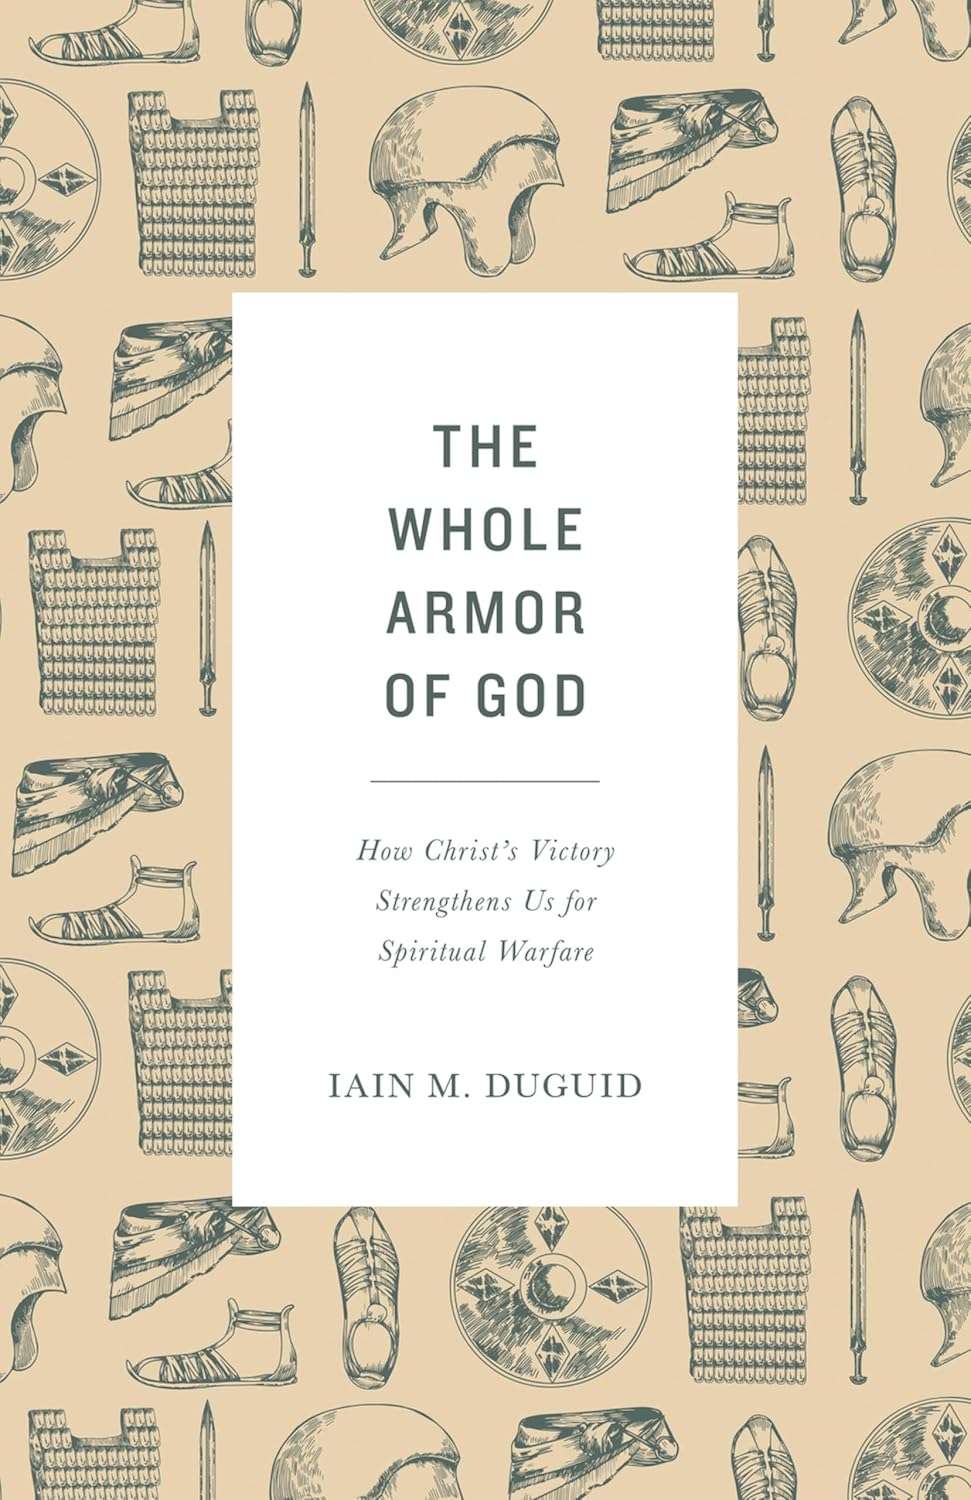 THE
WHOLE
ARMOR
OF GOD
How Christ's Victory
Strengthens Us for
Spiritual Warfare
IAIN M. DUGUID